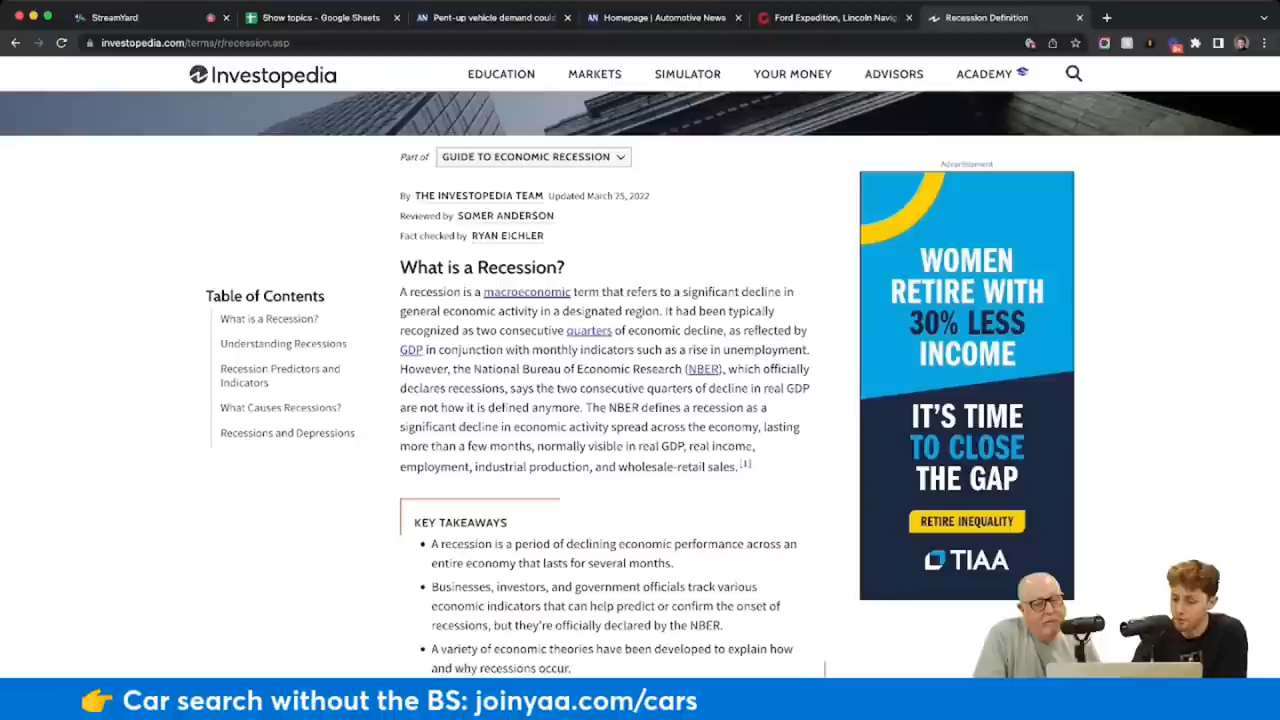 StreamYard
Show topics - Google Sheets
Pent-up vehicle demand could
Homepage | Automotive News
Ford Expedition, Lincoln Navig
Recession Definition
investopedia.com/terms/r/recession.asp
Investopedia
EDUCATION
MARKETS
SIMULATOR
YOUR MONEY
ADVISORS
ACADEMY
Part of GUIDE TO ECONOMIC RECESSION
By THE INVESTOPEDIA TEAM Updated March 25, 2022
Reviewed by SOMER ANDERSON
Fact checked by RYAN EICHLER
Table of Contents
What is a Recession?
Understanding Recessions
Recession Predictors and
Indicators
What Causes Recessions?
Recessions and Depressions
What is a Recession?
A recession is a macroeconomic term that refers to a significant decline in
general economic activity in a designated region. It had been typically
recognized as two consecutive quarters of economic decline, as reflected by
GDP in conjunction with monthly indicators such as a rise in unemployment.
However, the National Bureau of Economic Research (NBER), which officially
declares recessions, says the two consecutive quarters of decline in real GDP
are not how it is defined anymore. The NBER defines a recession as a
significant decline in economic activity spread across the economy, lasting
more than a few months, normally visible in real GDP, real income,
employment, industrial production, and wholesale-retail sales. [1]
KEY TAKEAWAYS
• A recession is a period of declining economic performance across an
entire economy that lasts for several months.
• Businesses, investors, and government officials track various
economic indicators that can help predict or confirm the onset of
recessions, but they're officially declared by the NBER.
• A variety of economic theories have been developed to explain how
and why recessions occur.
Advertisement
WOMEN
RETIRE WITH
30% LESS
INCOME
IT'S TIME
TO CLOSE
THE GAP
RETIRE INEQUALITY
TIAA
👉 Car search without the BS: joinyaa.com/cars